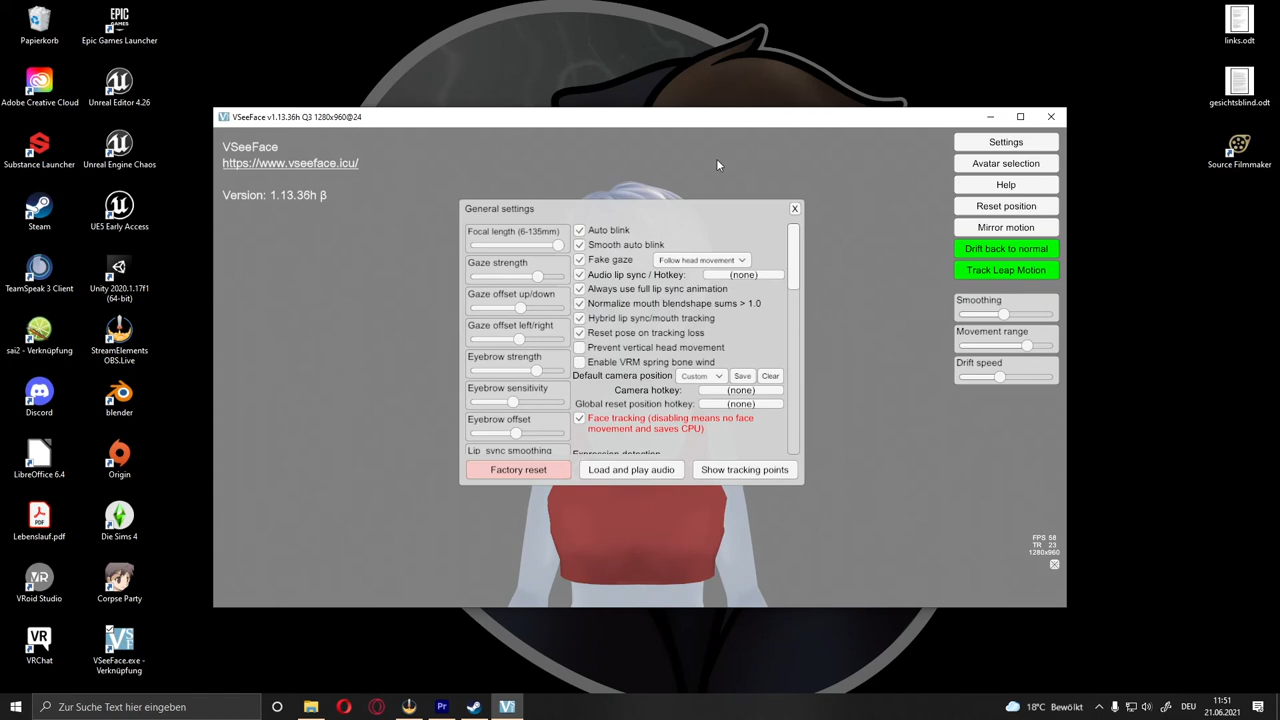 Papierkorb
EPIC
GAMES
Epic Games Launcher
links.odt
Adobe Creative Cloud
Unreal Editor 4.26
gesichtsblind.odt
Substance Launcher
Unreal Engine Chaos
Source Filmmaker
Steam
UE5 Early Access
TeamSpeak 3 Client
Unity 2020.1.17f1
(64-bit)
sai2 - Verknüpfung
StreamElements
OBS.Live
Discord
blender
LibreOffice 6.4
Origin
PDF
Lebenslauf.pdf
Die Sims 4
VR
VRoid Studio
Corpse Party
VR
VRChat
VSF
VSeeFace.exe -
Verknüpfung
VSeeFace v1.13.36h Q3 1280x960@24
VSeeFace
https://www.vseeface.icu/
Version: 1.13.36h β
Settings
Avatar selection
Help
Reset position
Mirror motion
Drift back to normal
Track Leap Motion
Smoothing
Movement range
Drift speed
General settings
X
Focal length (6-135mm)
Gaze strength
Gaze offset up/down
Gaze offset left/right
Eyebrow strength
Eyebrow sensitivity
Eyebrow offset
Lip sync smoothing
Auto blink
Smooth auto blink
Fake gaze Follow head movement
Audio lip sync / Hotkey: (none)
Always use full lip sync animation
Normalize mouth blendshape sums > 1.0
Hybrid lip sync/mouth tracking
Reset pose on tracking loss
Prevent vertical head movement
Enable VRM spring bone wind
Default camera position Custom Save Clear
Camera hotkey: (none)
Global reset position hotkey: (none)
Face tracking (disabling means no face
movement and saves CPU)
Expression detection
Factory reset
Load and play audio
Show tracking points
FPS 58
TR 23
1280x960
Zur Suche Text hier eingeben
Pr
18°C Bewölkt
DEU
11:51
21.06.2021